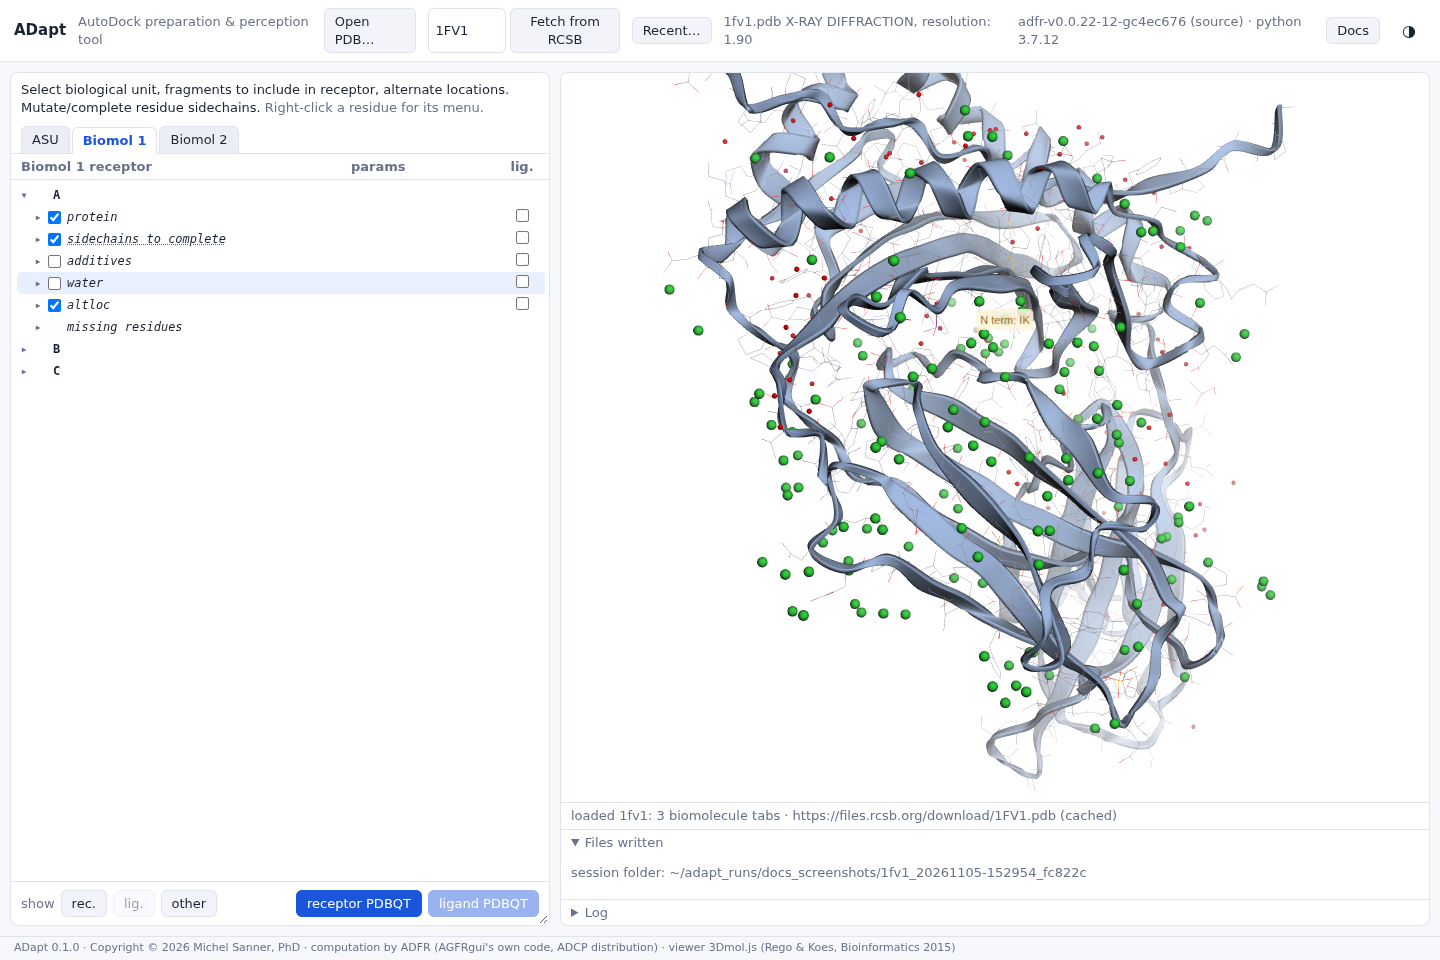 ADapt
AutoDock preparation & perception tool
Open PDB…
1FV1
Fetch from RCSB
Recent…
1fv1.pdb X-RAY DIFFRACTION, resolution: 1.90
adfr-v0.0.22-12-gc4ec676 (source) · python 3.7.12
Docs
Select biological unit, fragments to include in receptor, alternate locations.
Mutate/complete residue sidechains. Right-click a residue for its menu.
ASU
Biomol 1
Biomol 2
Biomol 1 receptor params lig.
A
protein
sidechains to complete
additives
water
altloc
missing residues
B
C
N term: IK
loaded 1fv1: 3 biomolecule tabs · https://files.rcsb.org/download/1FV1.pdb (cached)
Files written
session folder: ~/adapt_runs/docs_screenshots/1fv1_20261105-152954_fc822c
Log
show rec. lig. other receptor PDBQT ligand PDBQT
ADapt 0.1.0 · Copyright © 2026 Michel Sanner, PhD · computation by ADFR (AGFRgui's own code, ADCP distribution) · viewer 3Dmol.js (Rego & Koes, Bioinformatics 2015)